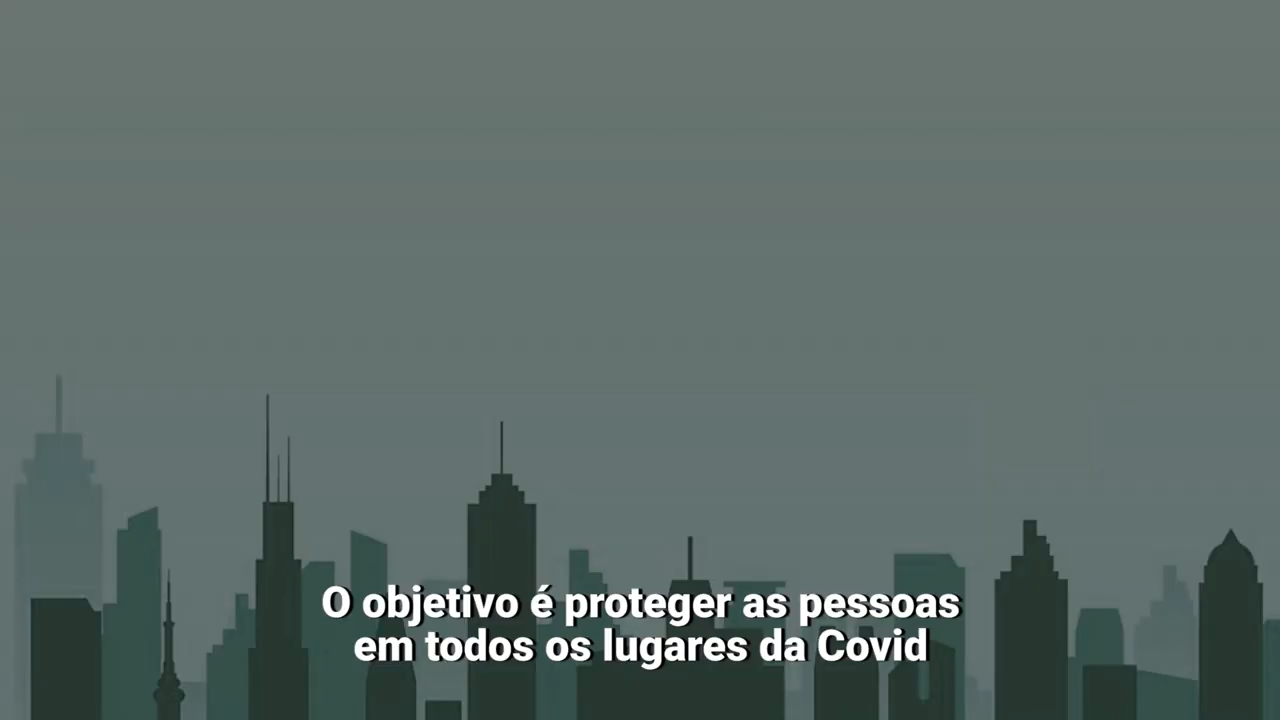 O objetivo é proteger as pessoas
em todos os lugares da Covid